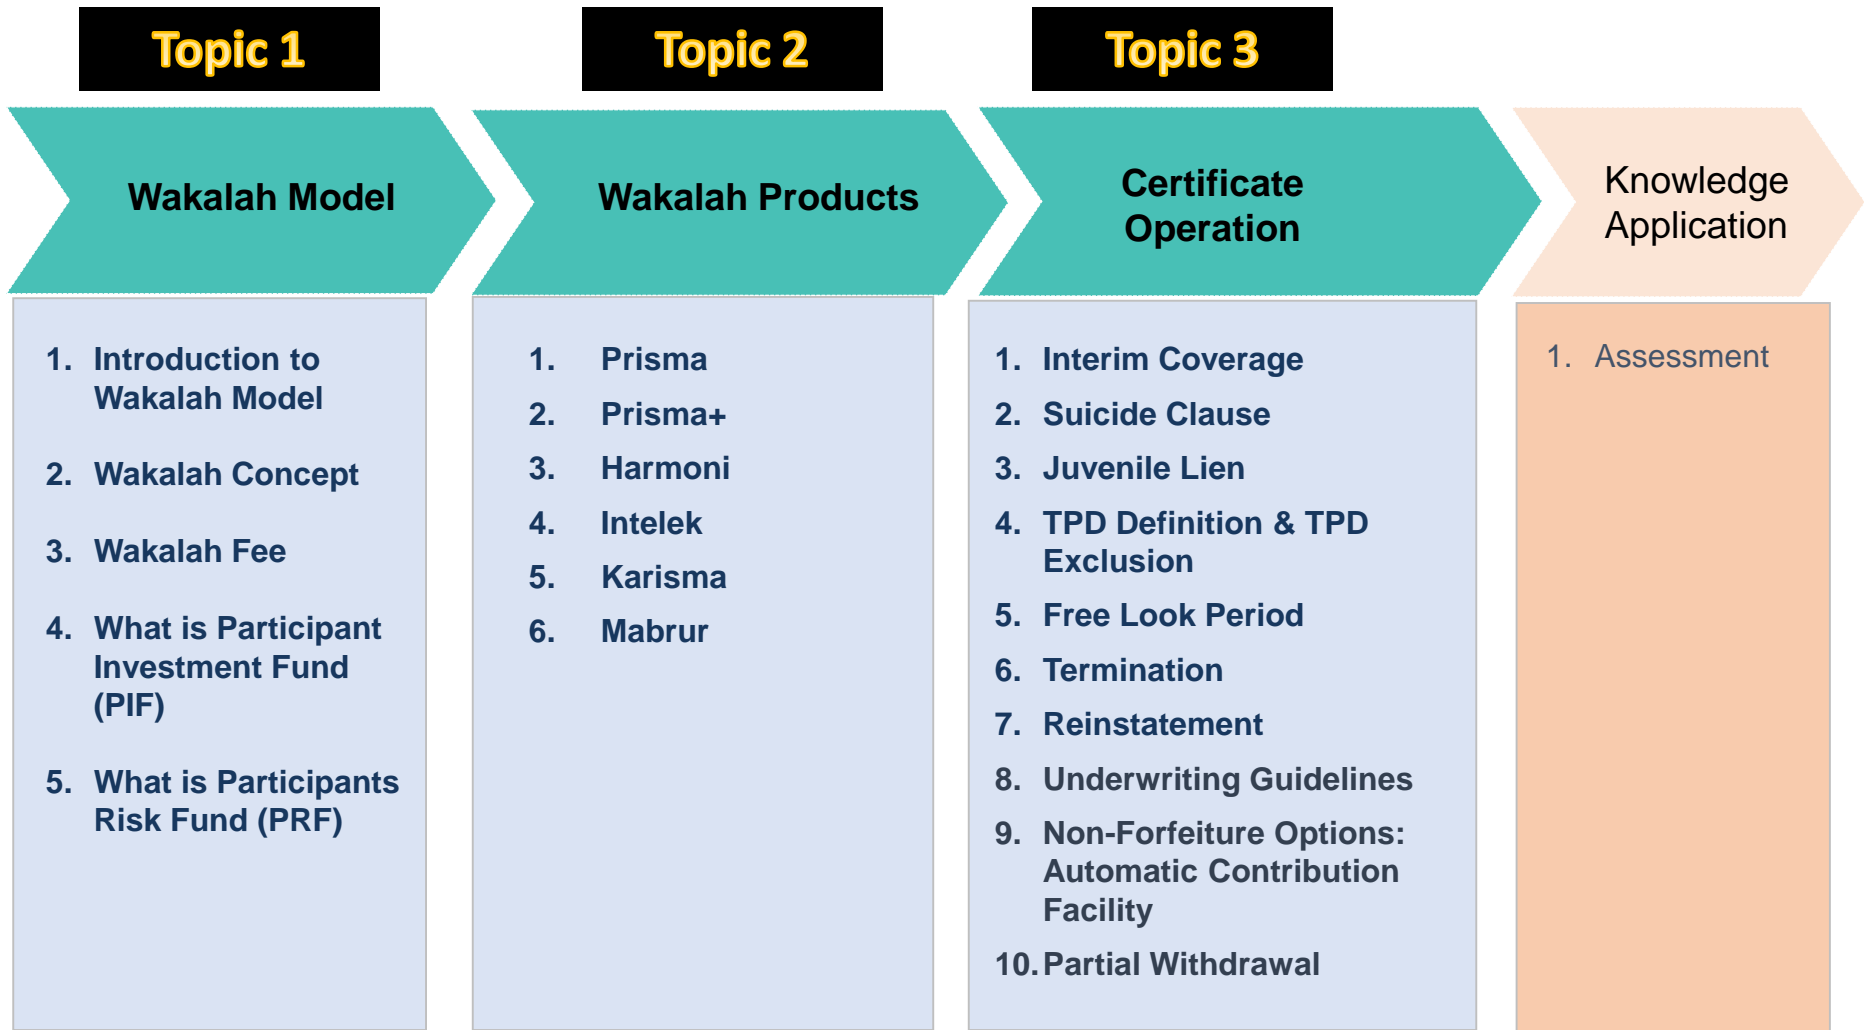 Topic 1
Topic 2
Topic 3
Wakalah Model
Wakalah Products
Certificate
Operation
Knowledge
Application
1. Introduction to
Wakalah Model
2. Wakalah Concept
3. Wakalah Fee
4. What is Participant
Investment Fund
(PIF)
5. What is Participants
Risk Fund (PRF)
1. Prisma
2. Prisma+
3. Harmoni
4. Intelek
5. Karisma
6. Mabrur
1. Interim Coverage
2. Suicide Clause
3. Juvenile Lien
4. TPD Definition & TPD
Exclusion
5. Free Look Period
6. Termination
7. Reinstatement
8. Underwriting Guidelines
9. Non-Forfeiture Options:
Automatic Contribution
Facility
10. Partial Withdrawal
1. Assessment